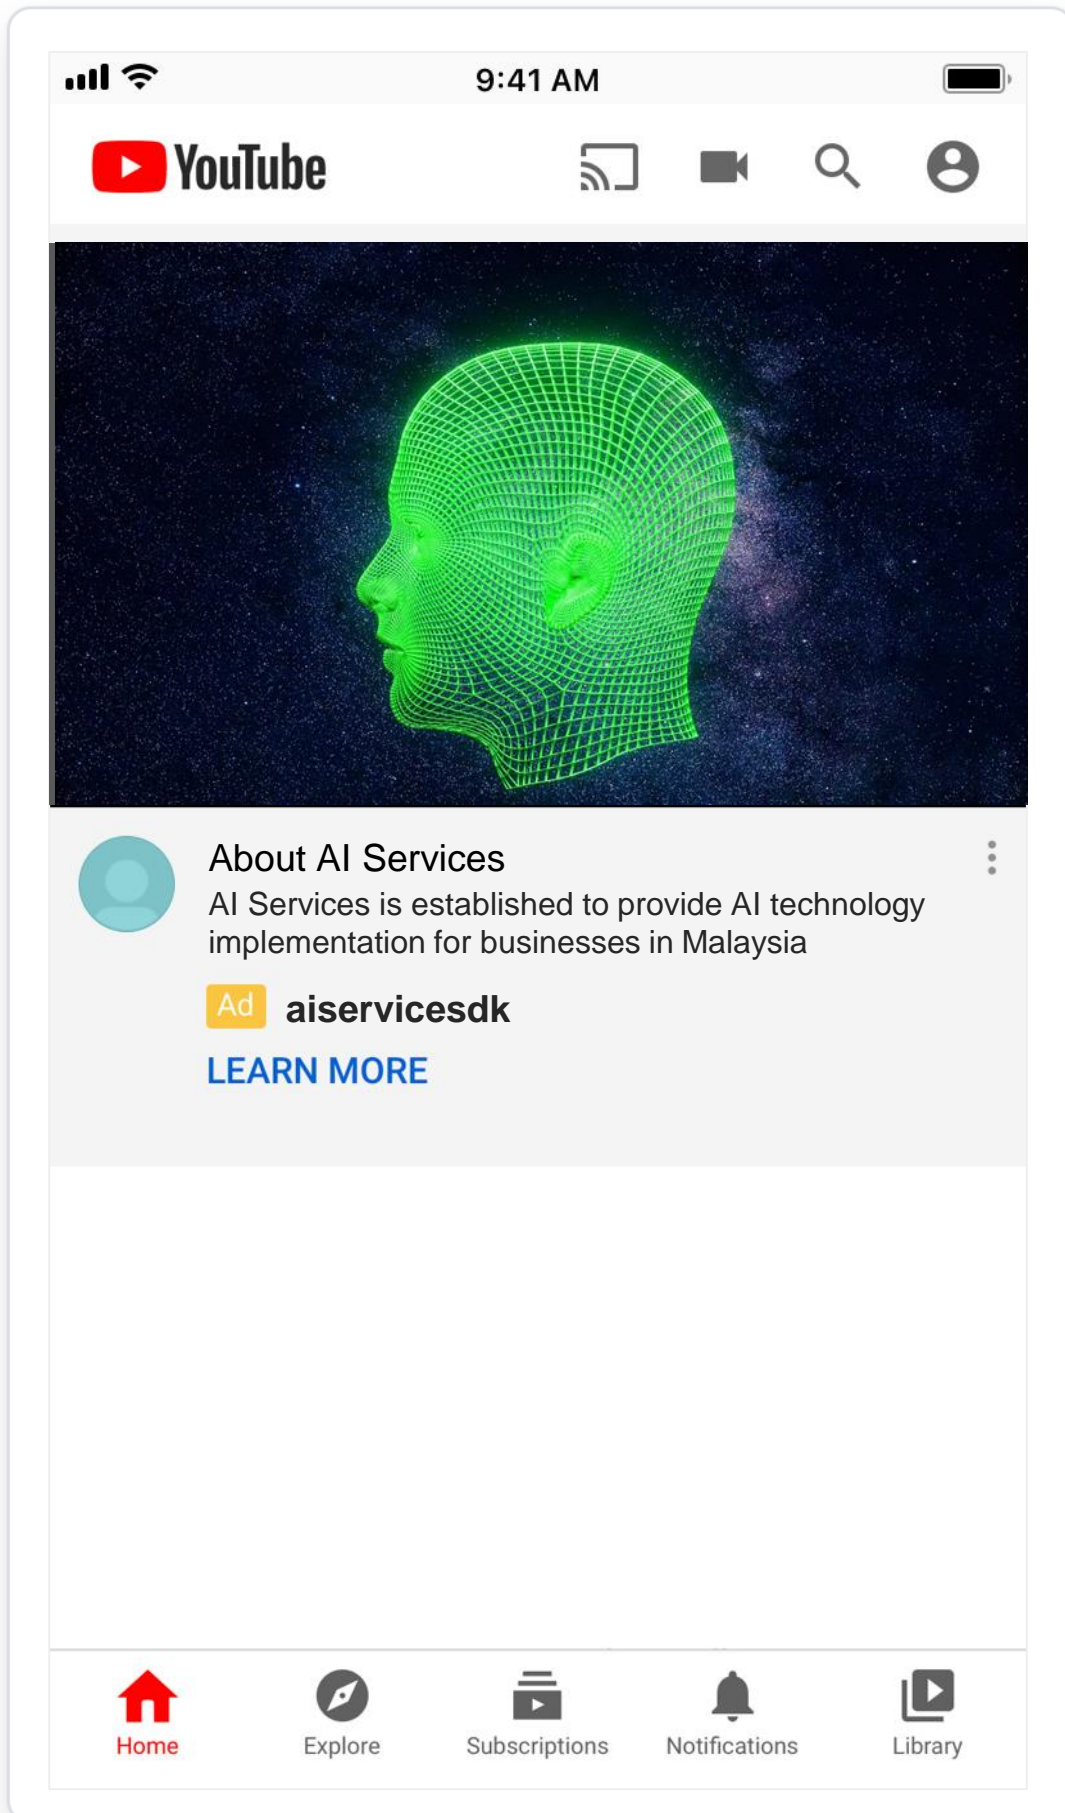 9:41 AM
YouTube
About AI Services
AI Services is established to provide AI technology
implementation for businesses in Malaysia
Ad aiservicesdk
LEARN MORE
Home Explore Subscriptions Notifications Library